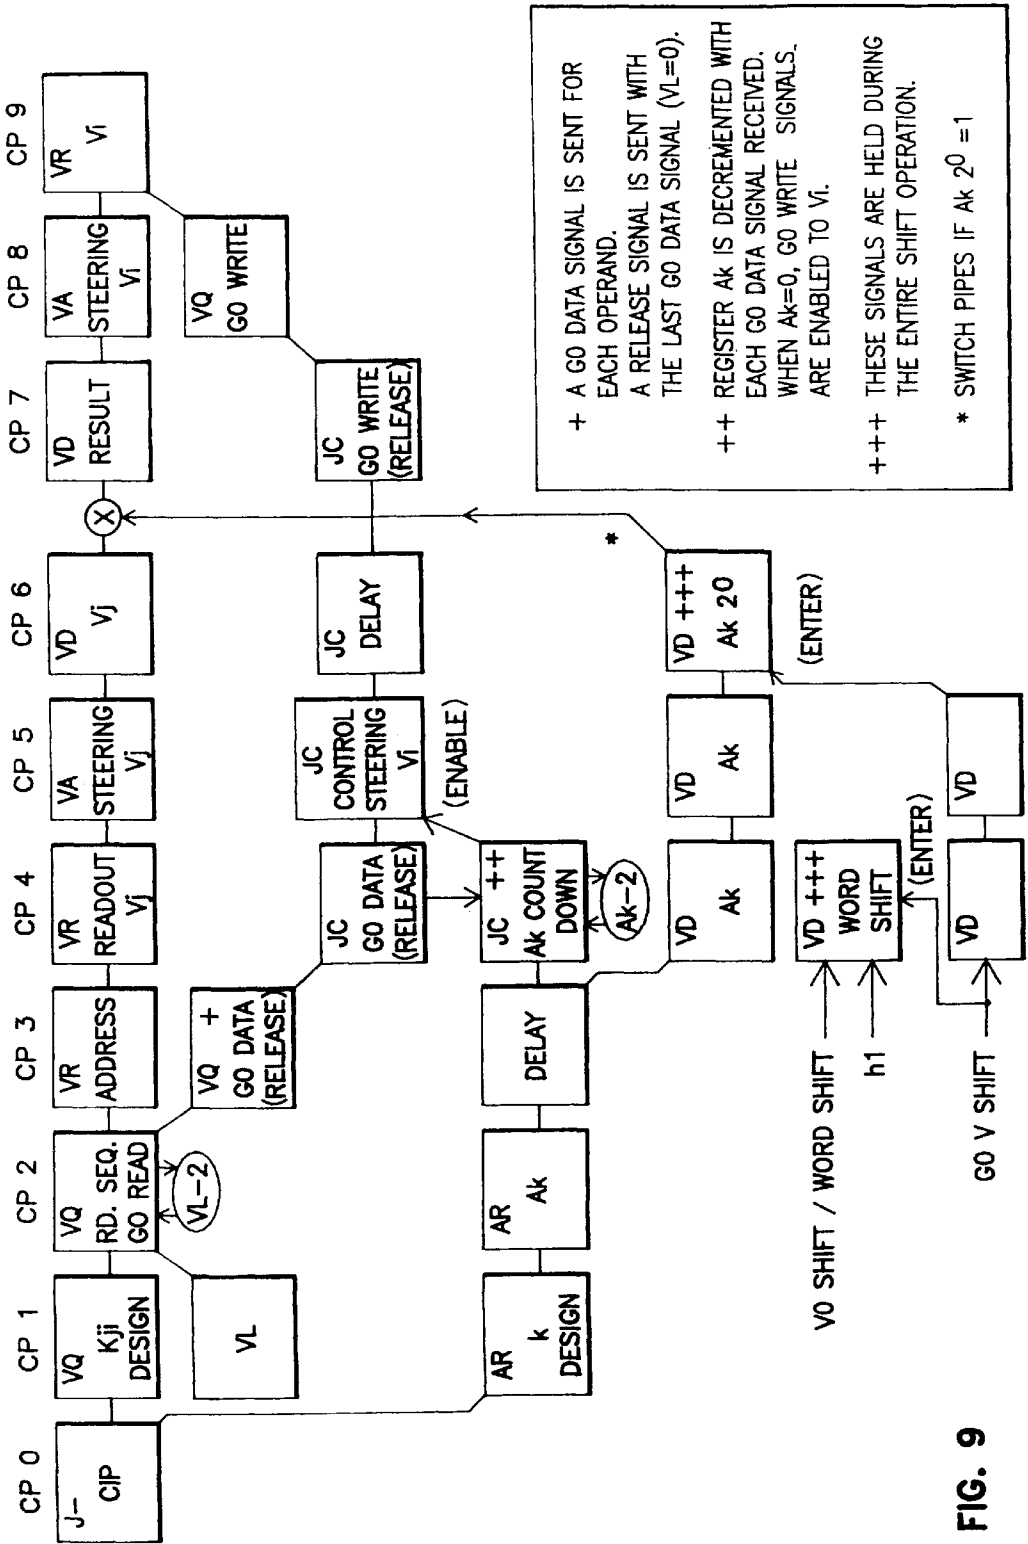 CP 0
CP 1
CP 2
CP 3
CP 4
CP 5
CP 6
CP 7
CP 8
CP 9
J-
CIP
VQ
Kji
DESIGN
VQ
RD. SEQ.
GO READ
VR
ADDRESS
VR
READOUT
Vj
VA
STEERING
Vj
VD
Vj
X
VD
RESULT
VA
STEERING
Vi
VR
Vi
VL-2
VL
VQ +
GO DATA
(RELEASE)
JC
GO DATA
(RELEASE)
JC
CONTROL
STEERING
Vi
JC
DELAY
JC
GO WRITE
(RELEASE)
VQ
GO WRITE
(ENABLE)
AR
k
DESIGN
AR
Ak
DELAY
JC ++
Ak COUNT
DOWN
Ak-2
VD
Ak
VD
Ak
VD +++
Ak 2⁰
*
(ENTER)
VO SHIFT / WORD SHIFT
h1
VD +++
WORD
SHIFT
(ENTER)
GO V SHIFT
VD
VD
+ A GO DATA SIGNAL IS SENT FOR
EACH OPERAND.
A RELEASE SIGNAL IS SENT WITH
THE LAST GO DATA SIGNAL (VL=0).
++ REGISTER Ak IS DECREMENTED WITH
EACH GO DATA SIGNAL RECEIVED.
WHEN Ak=0, GO WRITE SIGNALS
ARE ENABLED TO Vi.
+++ THESE SIGNALS ARE HELD DURING
THE ENTIRE SHIFT OPERATION.
* SWITCH PIPES IF Ak 2⁰ =1
FIG. 9